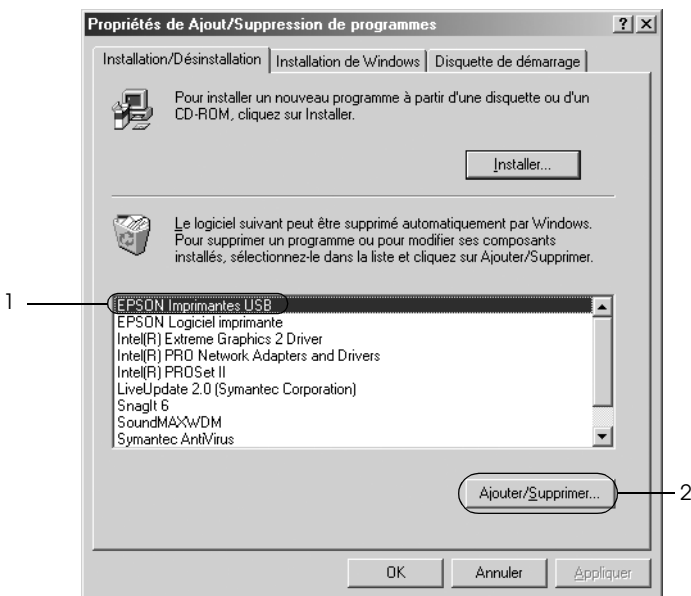 Propriétés de Ajout/Suppression de programmes
Installation/Désinstallation
Installation de Windows
Disquette de démarrage
Pour installer un nouveau programme à partir d'une disquette ou d'un
CD-ROM, cliquez sur Installer.
Installer...
Le logiciel suivant peut être supprimé automatiquement par Windows.
Pour supprimer un programme ou pour modifier ses composants
installés, sélectionnez-le dans la liste et cliquez sur Ajouter/Supprimer.
1
EPSON Imprimantes USB
EPSON Logiciel imprimante
Intel(R) Extreme Graphics 2 Driver
Intel(R) PRO Network Adapters and Drivers
Intel(R) PROSet II
LiveUpdate 2.0 (Symantec Corporation)
SnagIt 6
SoundMAXWDM
Symantec AntiVirus
Ajouter/Supprimer...
2
OK
Annuler
Appliquer